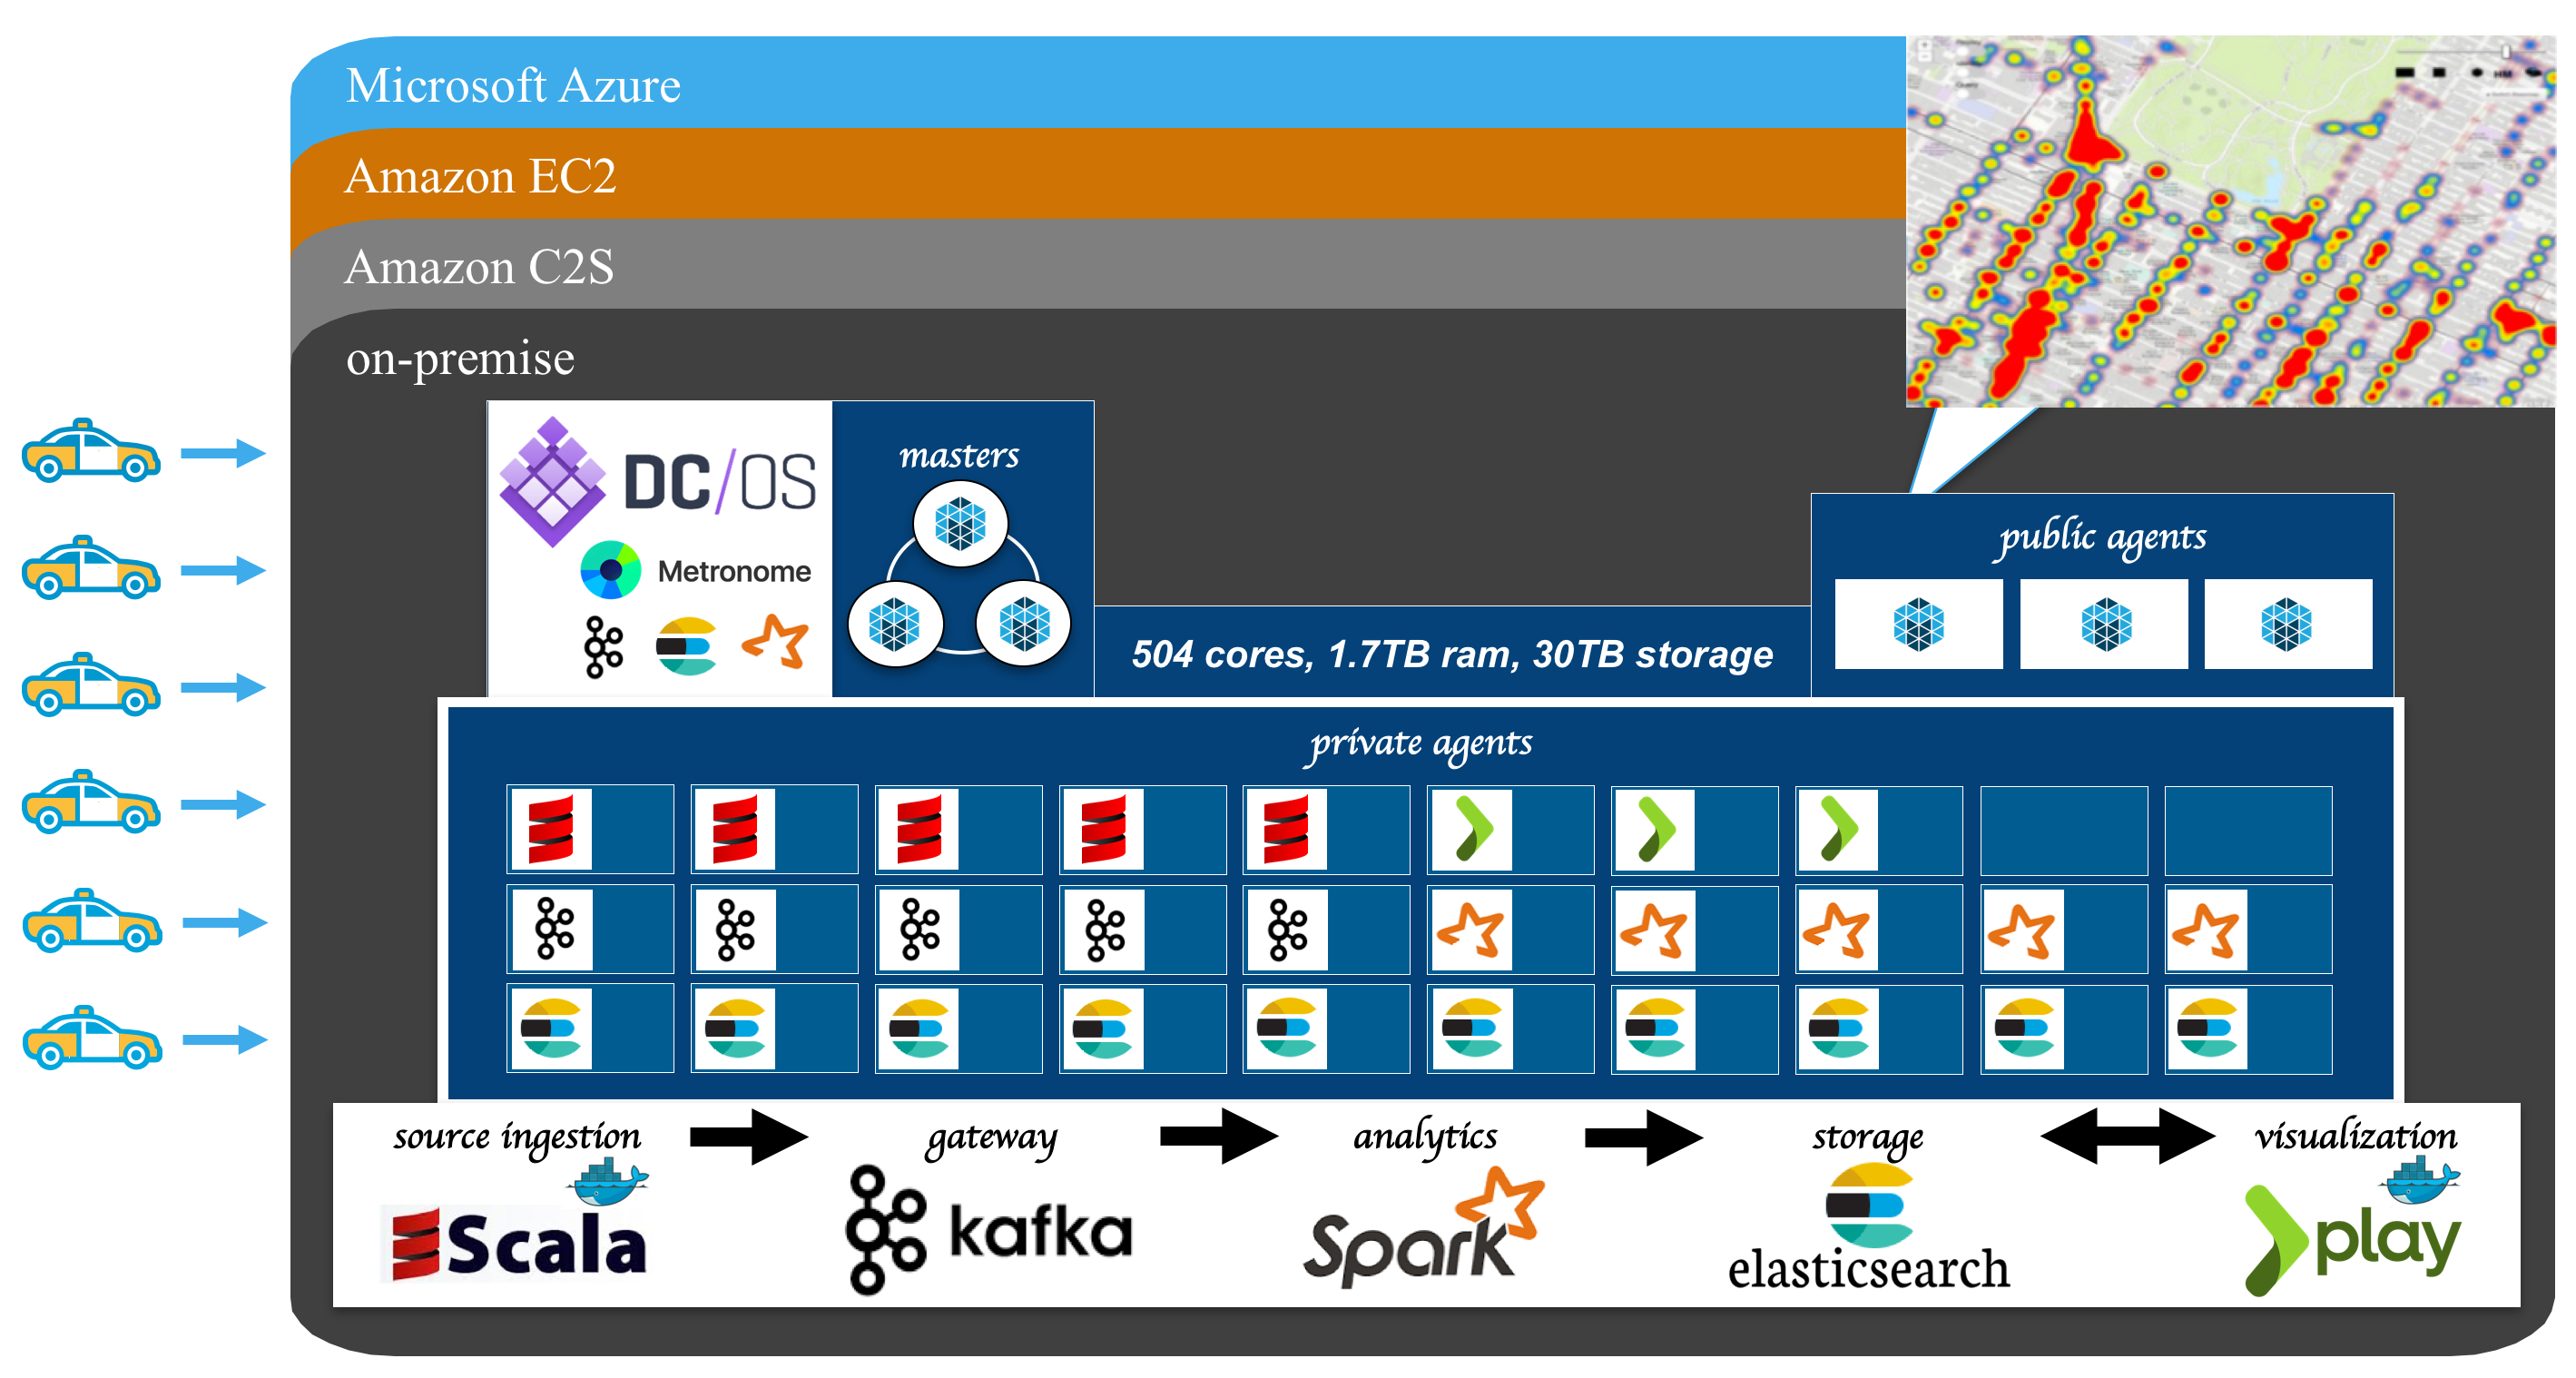 Microsoft Azure
Amazon EC2
Amazon C2S
on-premise
HM
DC/OS
Metronome
masters
public agents
504 cores, 1.7TB ram, 30TB storage
private agents
source ingestion
gateway
analytics
storage
visualization
Scala
kafka
Spark
elasticsearch
play